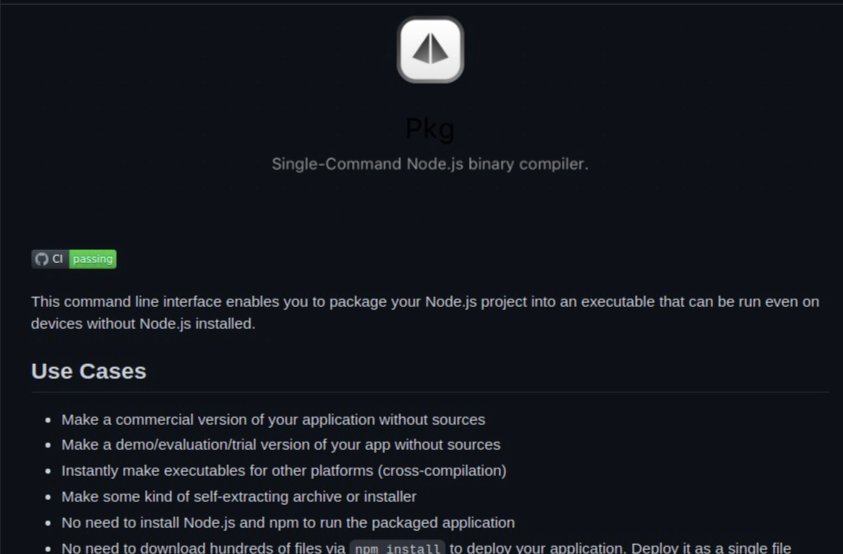 Pkg
Single-Command Node.js binary compiler.
CI passing
This command line interface enables you to package your Node.js project into an executable that can be run even on
devices without Node.js installed.
Use Cases
Make a commercial version of your application without sources
Make a demo/evaluation/trial version of your app without sources
Instantly make executables for other platforms (cross-compilation)
Make some kind of self-extracting archive or installer
No need to install Node.js and npm to run the packaged application
No need to download hundreds of files via npm install to deploy your application. Deploy it as a single file